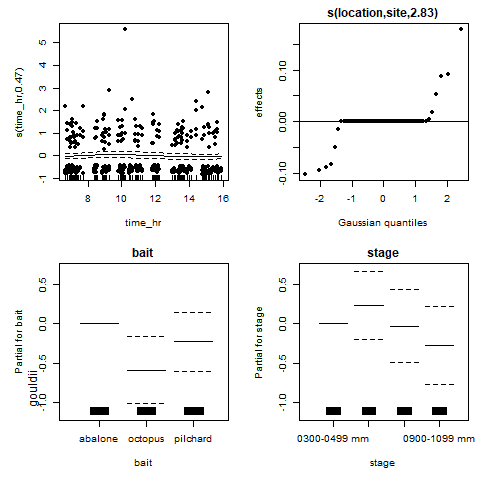 s(time_hr,0.47)
5
4
3
2
1
0
-1
8
10
12
14
16
time_hr
s(location,site,2.83)
effects
0.10
0.00
-0.10
-2
-1
0
1
2
Gaussian quantiles
bait
Partial for bait
gouldii
0.5
0.0
-0.5
-1.0
abalone octopus pilchard
bait
stage
Partial for stage
0.5
0.0
-0.5
-1.0
0300-0499 mm 0900-1099 mm
stage